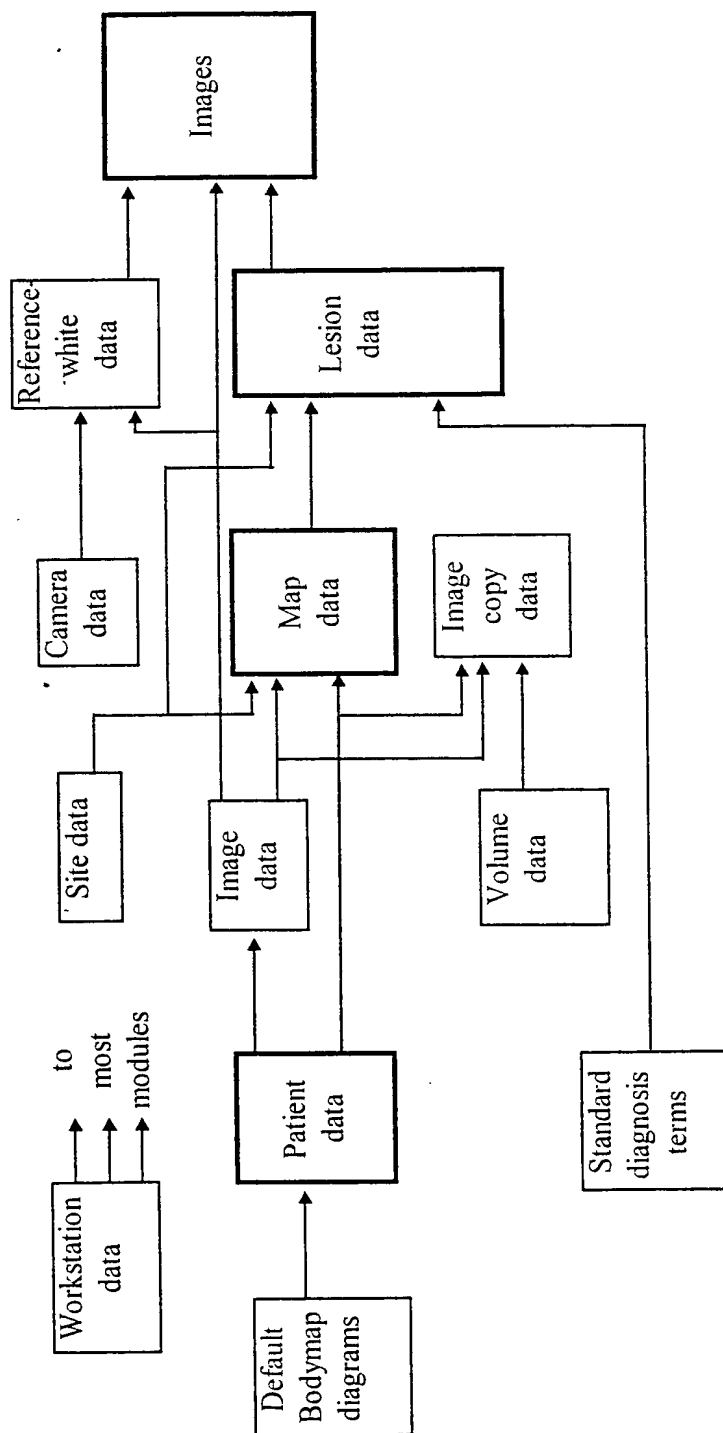 Workstation
data
to
most
modules
Site data
Camera
data
Reference-
white
data
Images
Default
Bodymap
diagrams
Patient
data
Image
data
Map
data
Lesion
data
Volume
data
Image
copy
data
Standard
diagnosis
terms